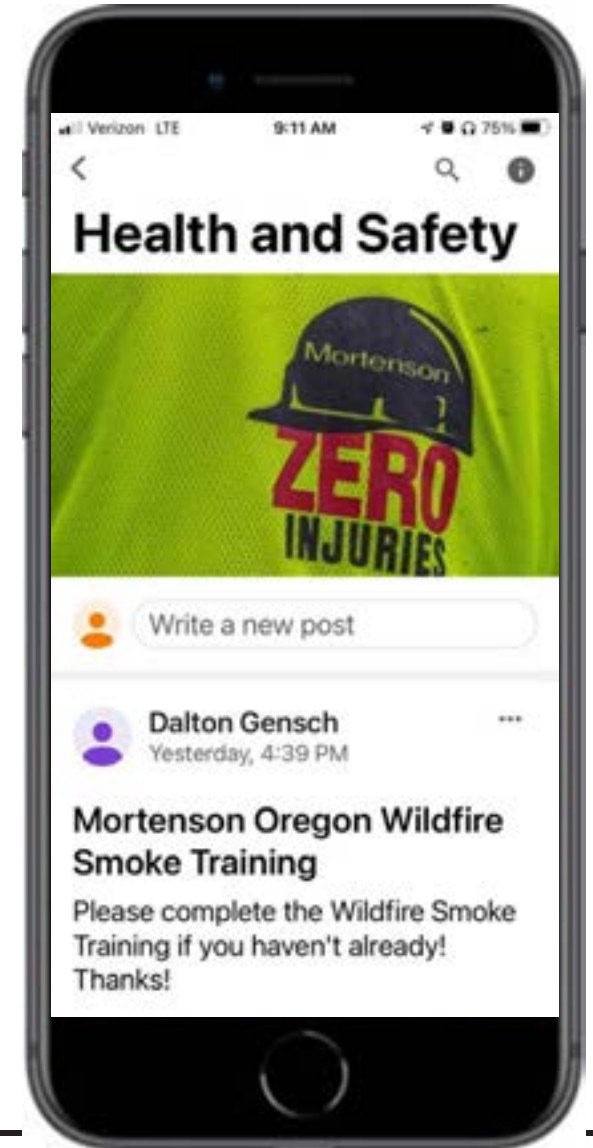 Verizon LTE 9:11 AM 75%
Health and Safety
Mortenson
ZERO
INJURIES
Write a new post
Dalton Gensch
Yesterday, 4:39 PM
Mortenson Oregon Wildfire
Smoke Training
Please complete the Wildfire Smoke
Training if you haven't already!
Thanks!